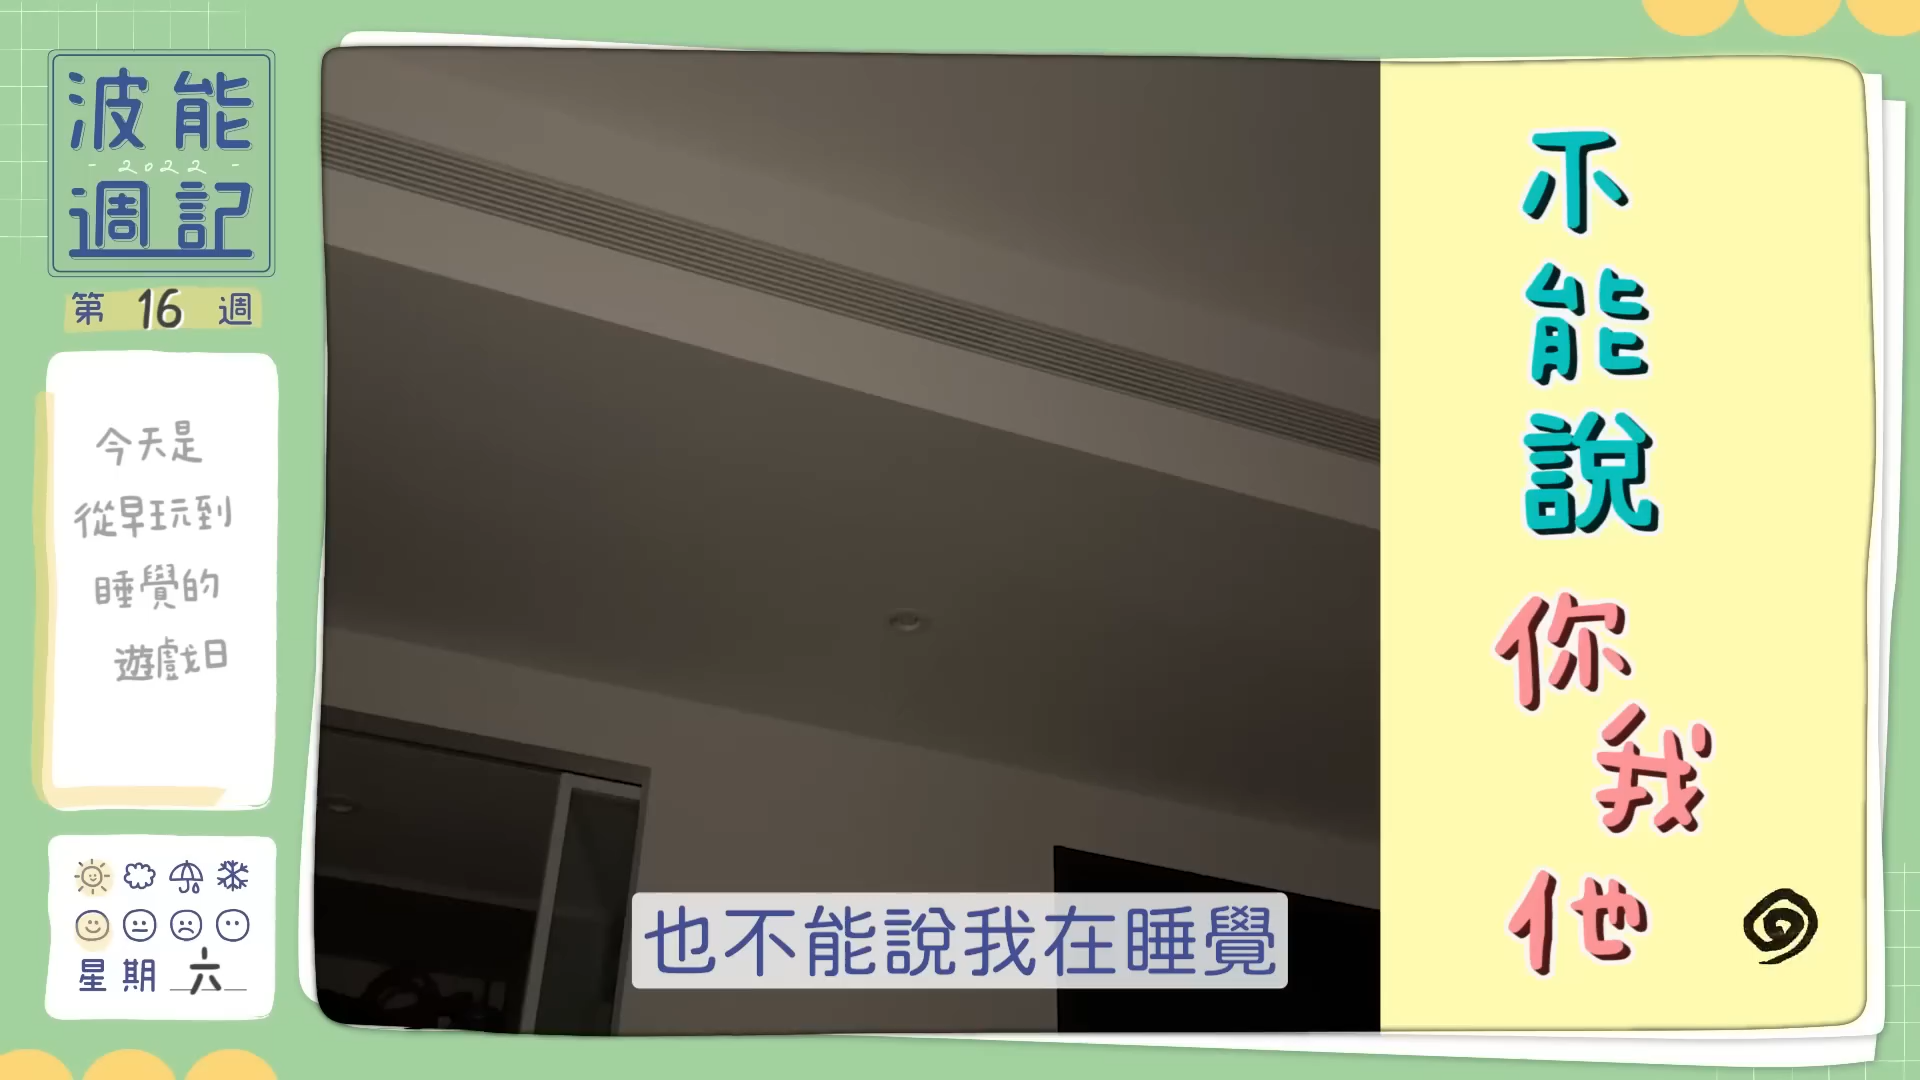 波能
- 2022 -
週記
第 16 週
今天是
從早玩到
睡覺的
遊戲日
星期 六
不能說
你我他
也不能說我在睡覺